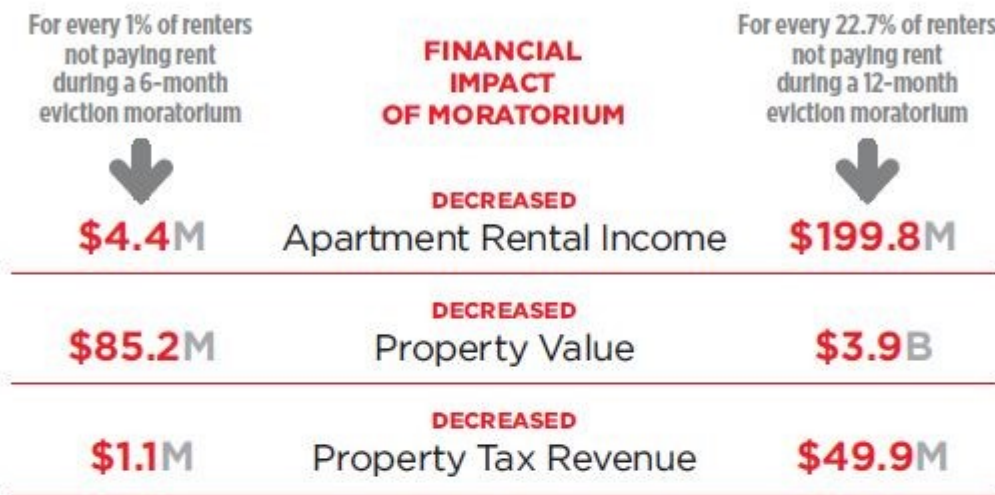 For every 1% of renters
not paying rent
during a 6-month
eviction moratorium
FINANCIAL
IMPACT
OF MORATORIUM
For every 22.7% of renters
not paying rent
during a 12-month
eviction moratorium
DECREASED
$4.4M Apartment Rental Income $199.8M
DECREASED
$85.2M Property Value $3.9B
DECREASED
$1.1M Property Tax Revenue $49.9M